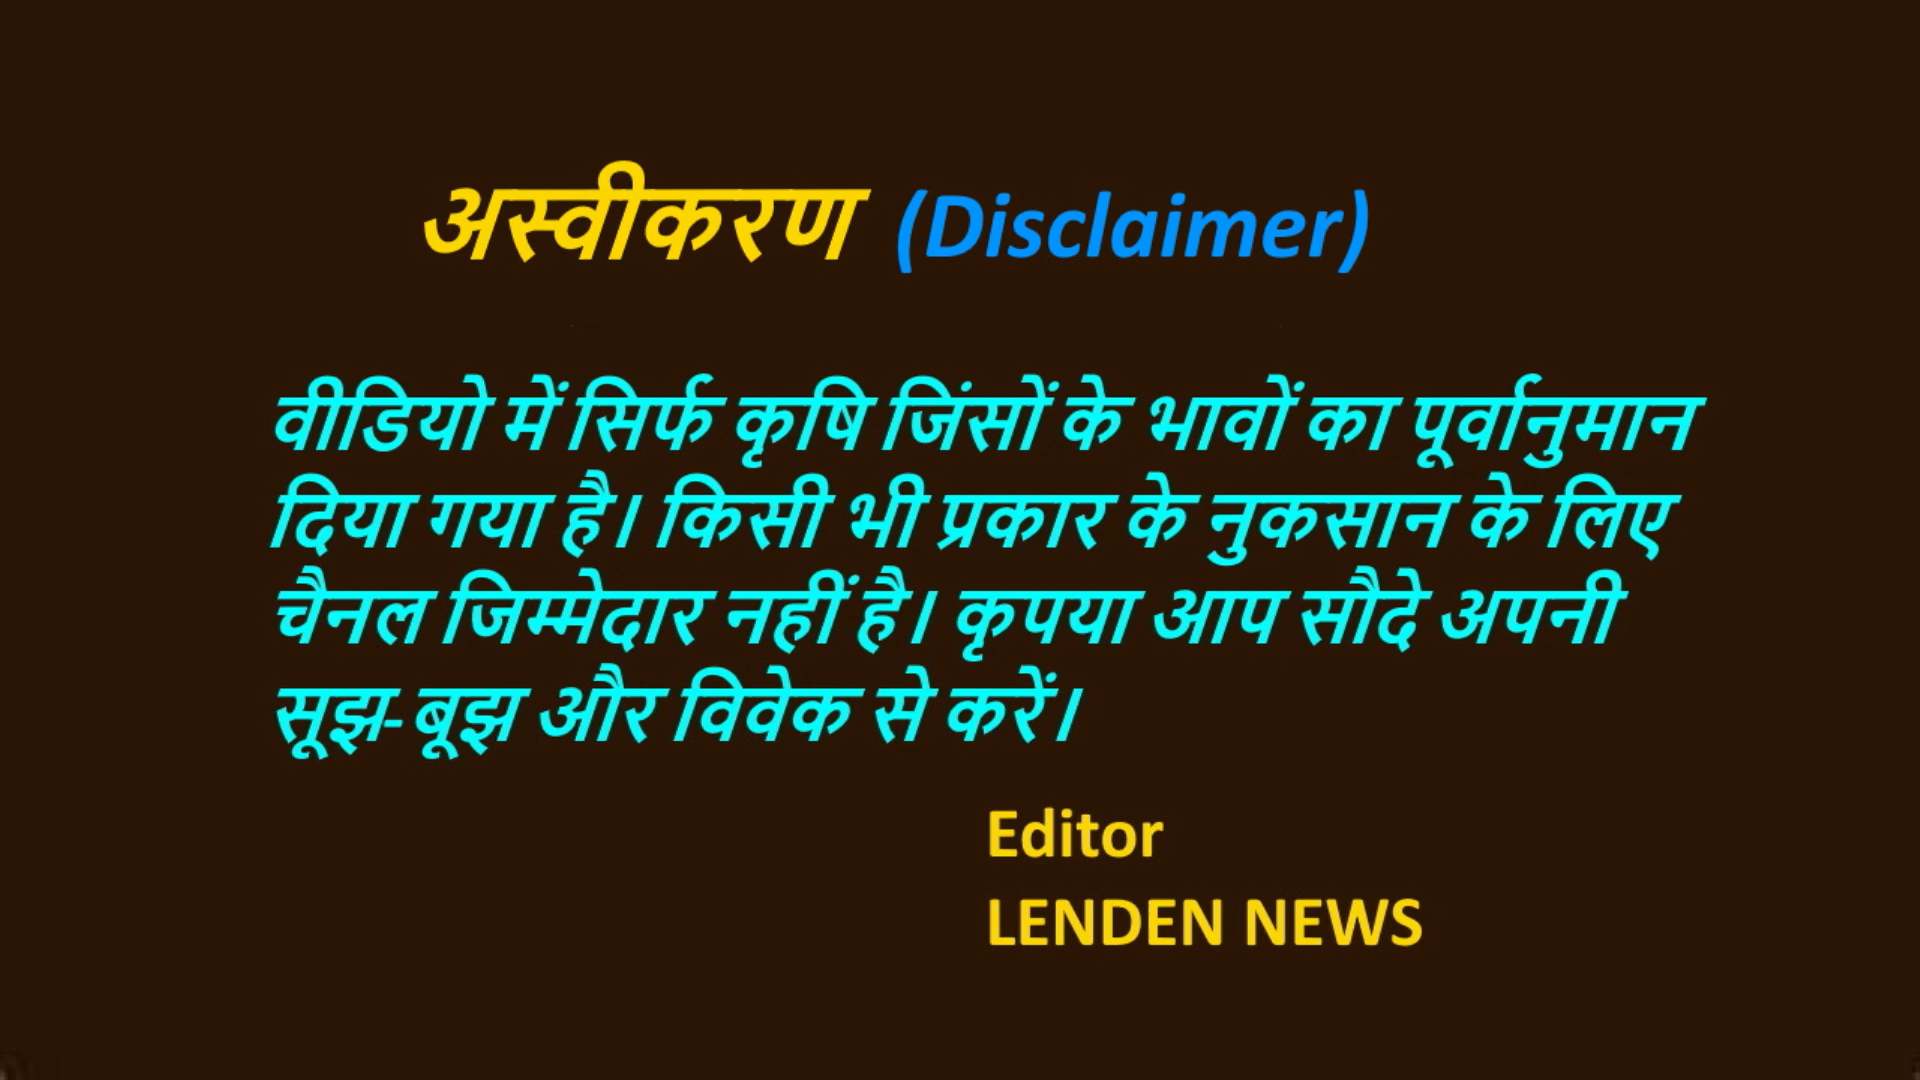 अस्वीकरण (Disclaimer)
वीडियो में सिर्फ कृषि जिंसों के भावों का पूर्वानुमान
दिया गया है। किसी भी प्रकार के नुकसान के लिए
चैनल जिम्मेदार नहीं है। कृपया आप सौदे अपनी
सूझ-बूझ और विवेक से करें।
Editor
LENDEN NEWS